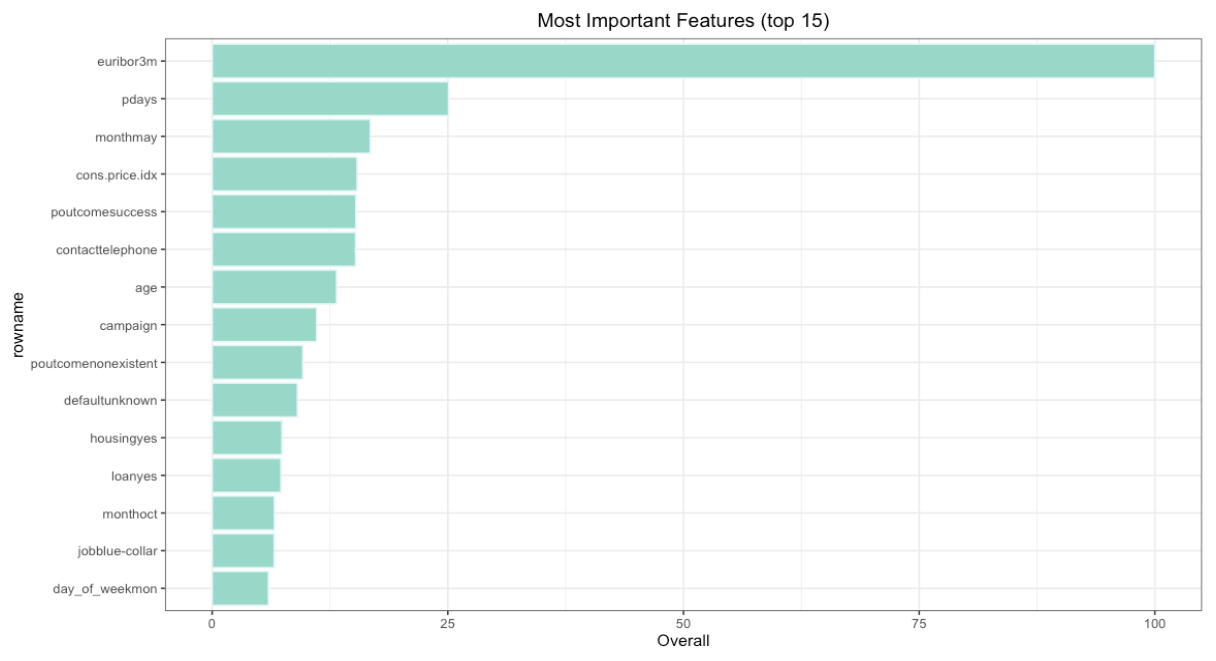 Most Important Features (top 15)
rowname
euribor3m
pdays
monthmay
cons.price.idx
poutcomesuccess
contacttelephone
age
campaign
poutcomenonexistent
defaultunknown
housingyes
loanyes
monthoct
jobblue-collar
day_of_weekmon
0 25 50 75 100
Overall